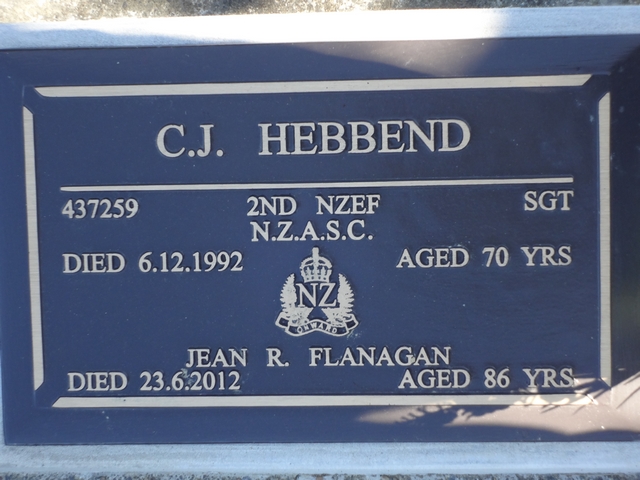 C.J. HEBBEND
437259 2ND NZEF SGT
N.Z.A.S.C.
DIED 6.12.1992 AGED 70 YRS
NZ
ONWARD
JEAN R. FLANAGAN
DIED 23.6.2012 AGED 86 YRS